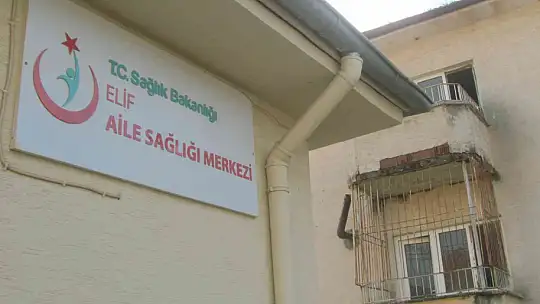 T.C. Sağlık Bakanlığı
ELİF
AİLE SAĞLIĞI MERKEZİ